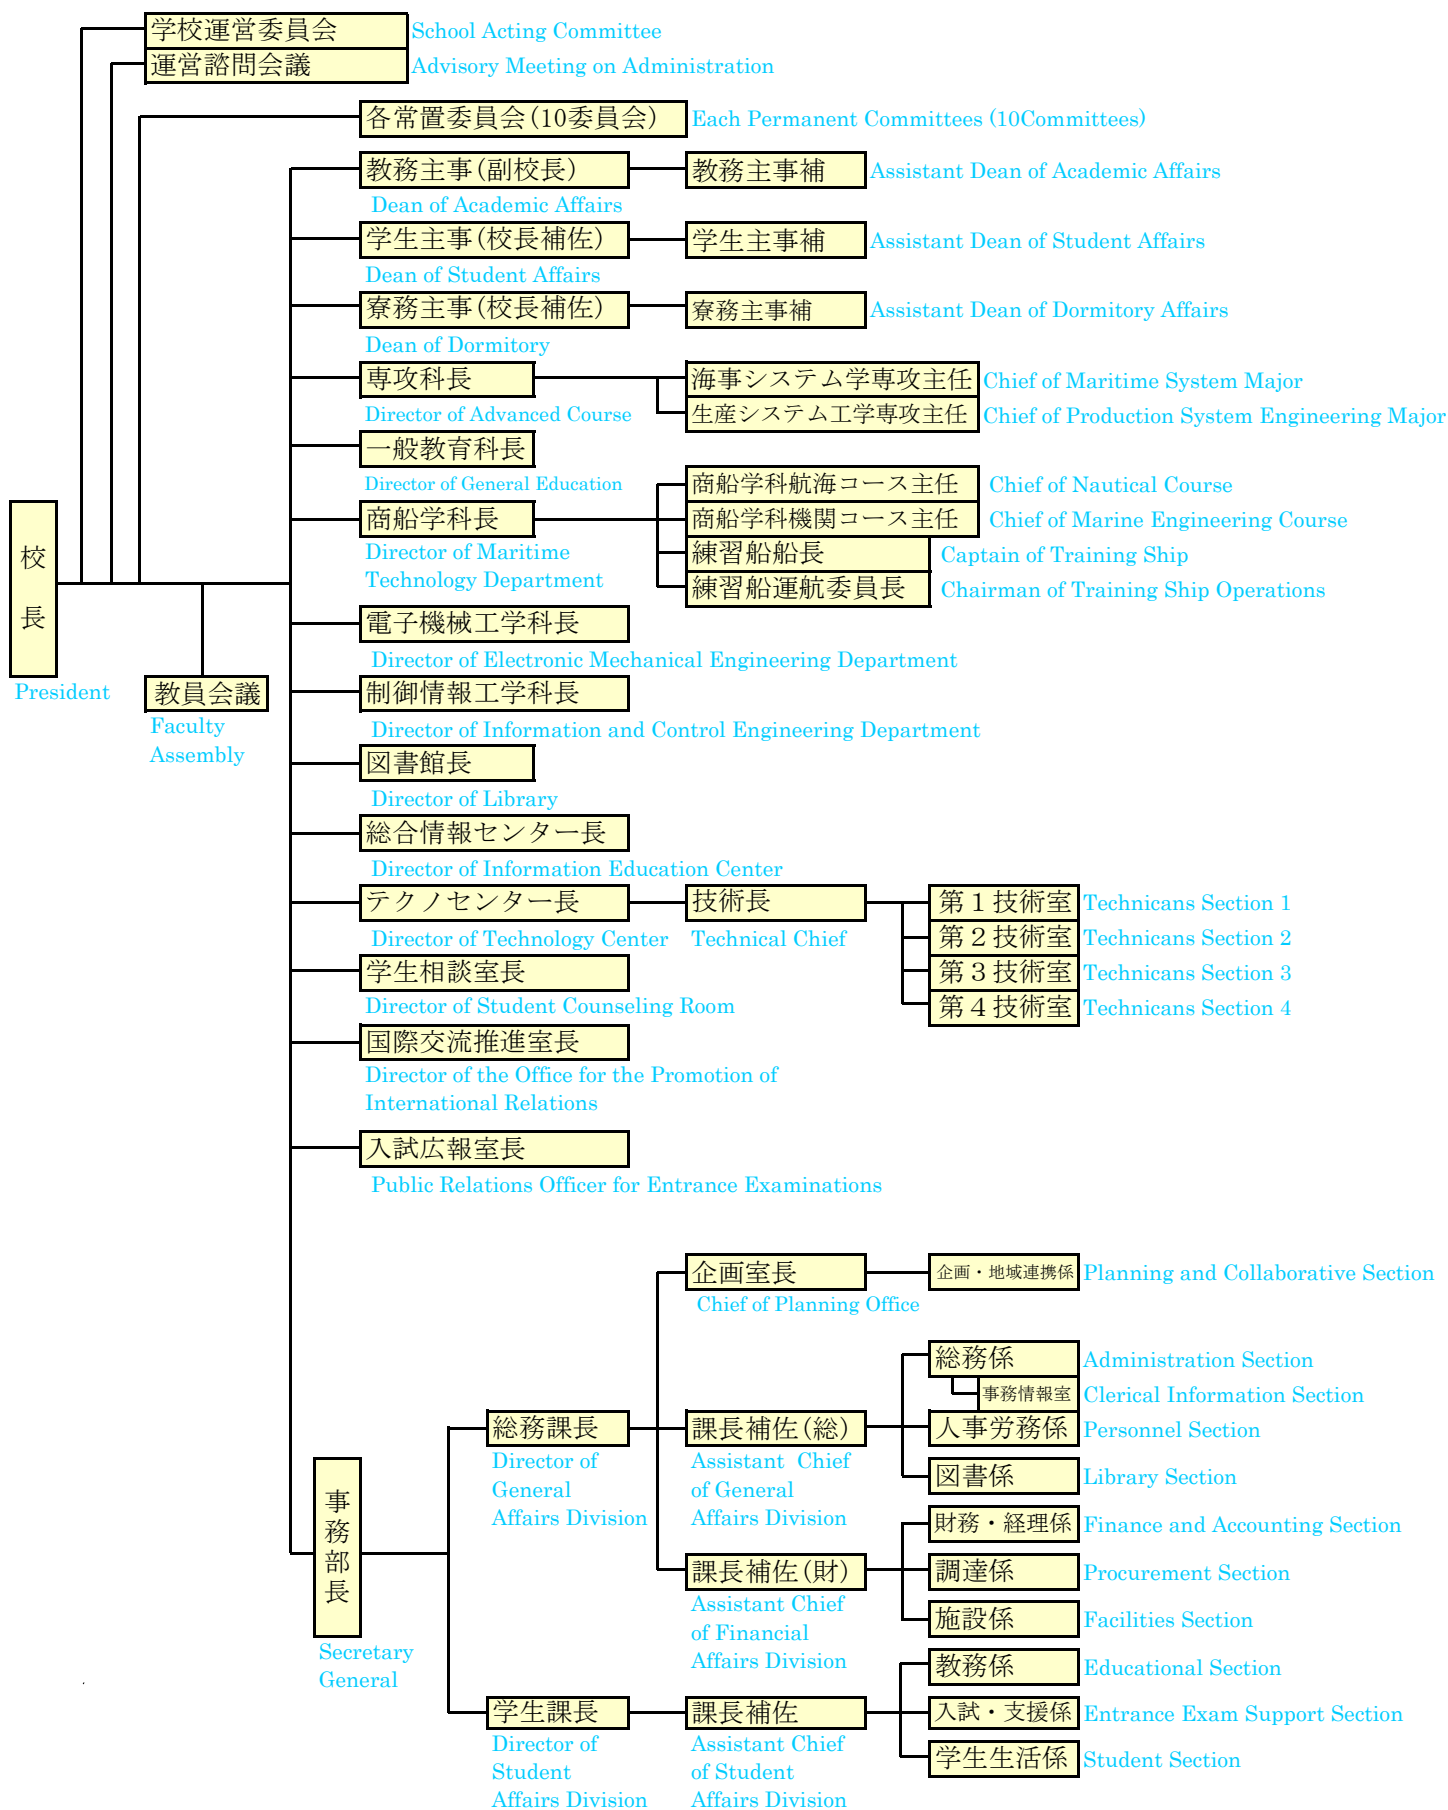 学校運営委員会 School Acting Committee
運営諮問会議 Advisory Meeting on Administration
各常置委員会(10委員会) Each Permanent Committees (10Committees)
教務主事(副校長) 教務主事補 Assistant Dean of Academic Affairs
Dean of Academic Affairs
学生主事(校長補佐) 学生主事補 Assistant Dean of Student Affairs
Dean of Student Affairs
寮務主事(校長補佐) 寮務主事補 Assistant Dean of Dormitory Affairs
Dean of Dormitory
専攻科長 海事システム学専攻主任 Chief of Maritime System Major
Director of Advanced Course 生産システム工学専攻主任 Chief of Production System Engineering Major
一般教育科長
Director of General Education 商船学科航海コース主任 Chief of Nautical Course
商船学科長 商船学科機関コース主任 Chief of Marine Engineering Course
Director of Maritime 練習船船長 Captain of Training Ship
Technology Department 練習船運航委員長 Chairman of Training Ship Operations
校長
President
電子機械工学科長
Director of Electronic Mechanical Engineering Department
教員会議
Faculty
Assembly
制御情報工学科長
Director of Information and Control Engineering Department
図書館長
Director of Library
総合情報センター長
Director of Information Education Center
テクノセンター長 技術長 第1技術室 Technicans Section 1
Director of Technology Center Technical Chief 第2技術室 Technicans Section 2
学生相談室長 第3技術室 Technicans Section 3
Director of Student Counseling Room 第4技術室 Technicans Section 4
国際交流推進室長
Director of the Office for the Promotion of
International Relations
入試広報室長
Public Relations Officer for Entrance Examinations
企画室長 企画・地域連携係 Planning and Collaborative Section
Chief of Planning Office
総務係 Administration Section
事務情報室 Clerical Information Section
総務課長 課長補佐(総) 人事労務係 Personnel Section
Director of
General
Affairs Division
Assistant Chief
of General
Affairs Division
図書係 Library Section
事務部長
Secretary
General
財務・経理係 Finance and Accounting Section
課長補佐(財) 調達係 Procurement Section
Assistant Chief
of Financial
Affairs Division
施設係 Facilities Section
教務係 Educational Section
学生課長 課長補佐 入試・支援係 Entrance Exam Support Section
Director of
Student
Affairs Division
Assistant Chief
of Student
Affairs Division
学生生活係 Student Section